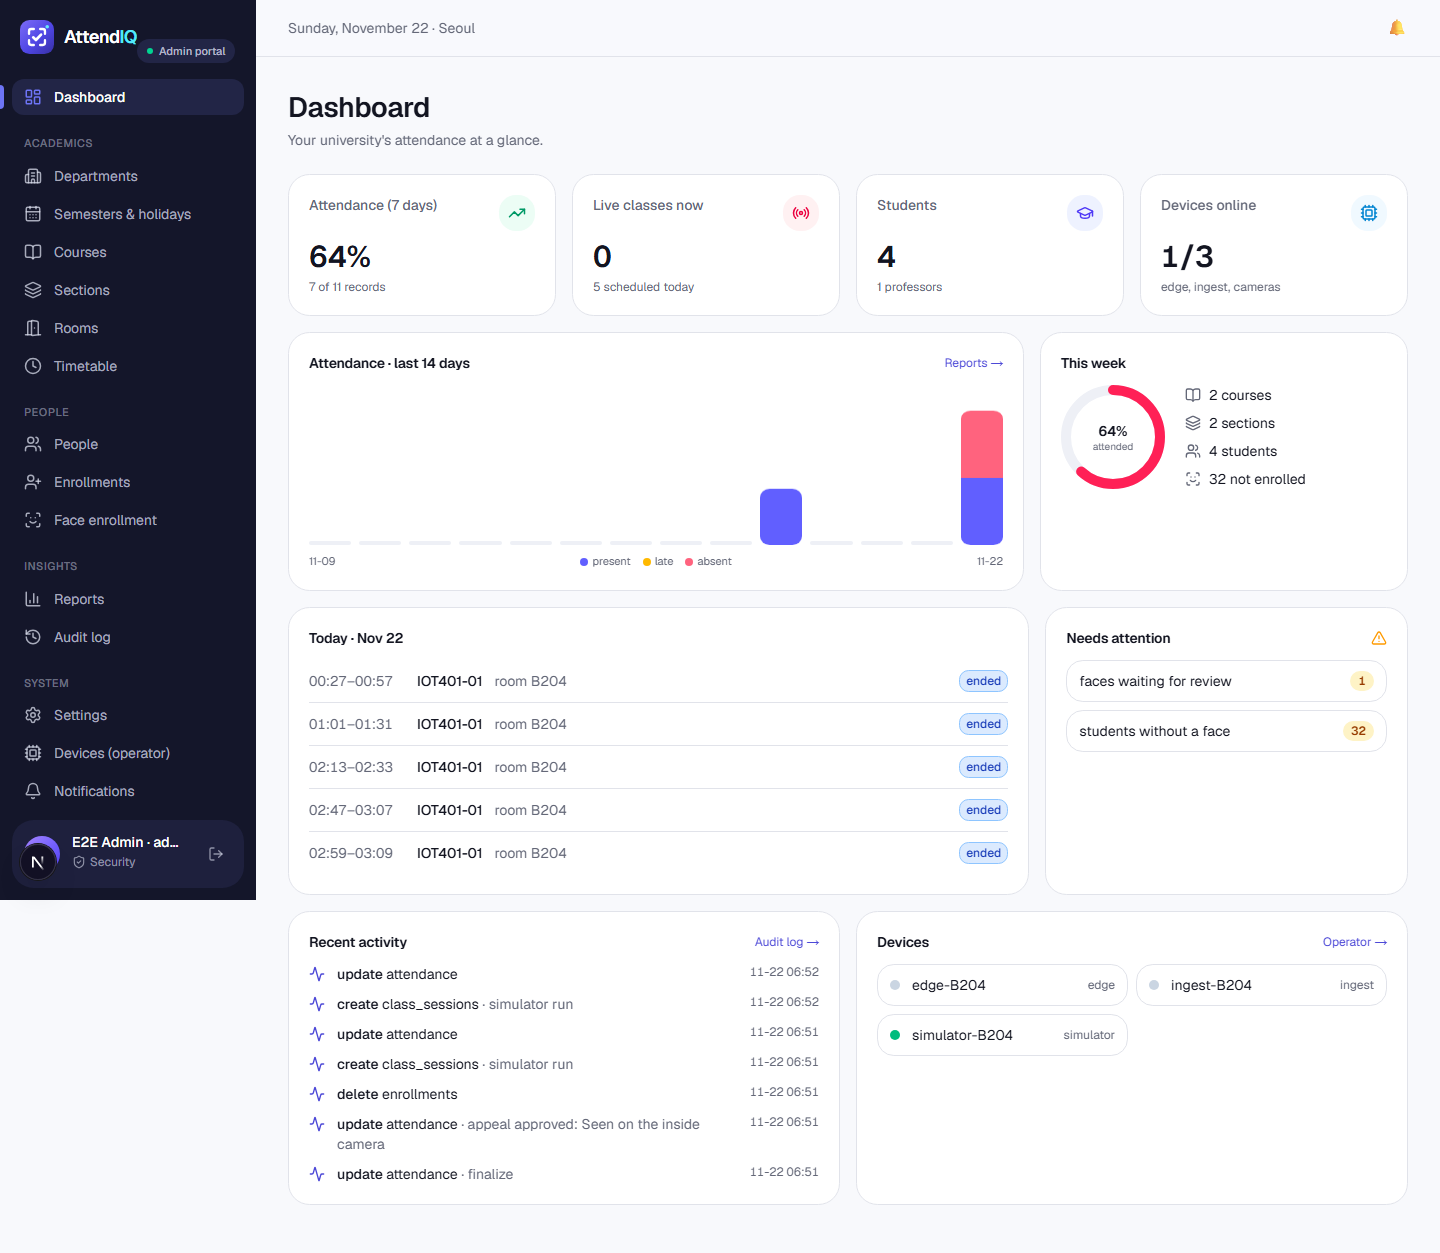 AttendIQ
Admin portal
Dashboard
ACADEMICS
Departments
Semesters & holidays
Courses
Sections
Rooms
Timetable
PEOPLE
People
Enrollments
Face enrollment
INSIGHTS
Reports
Audit log
SYSTEM
Settings
Devices (operator)
Notifications
N
E2E Admin · ad...
Security
Sunday, November 22 · Seoul
Dashboard
Your university's attendance at a glance.
Attendance (7 days)
64%
7 of 11 records
Live classes now
0
5 scheduled today
Students
4
1 professors
Devices online
1/3
edge, ingest, cameras
Attendance · last 14 days
Reports →
11-09
present
late
absent
11-22
This week
64%
attended
2 courses
2 sections
4 students
32 not enrolled
Today · Nov 22
00:27–00:57 IOT401-01 room B204 ended
01:01–01:31 IOT401-01 room B204 ended
02:13–02:33 IOT401-01 room B204 ended
02:47–03:07 IOT401-01 room B204 ended
02:59–03:09 IOT401-01 room B204 ended
Needs attention
faces waiting for review 1
students without a face 32
Recent activity
Audit log →
update attendance 11-22 06:52
create class_sessions · simulator run 11-22 06:52
update attendance 11-22 06:51
create class_sessions · simulator run 11-22 06:51
delete enrollments 11-22 06:51
update attendance · appeal approved: Seen on the inside 11-22 06:51
camera
update attendance · finalize 11-22 06:51
Devices
Operator →
edge-B204 edge
ingest-B204 ingest
simulator-B204 simulator